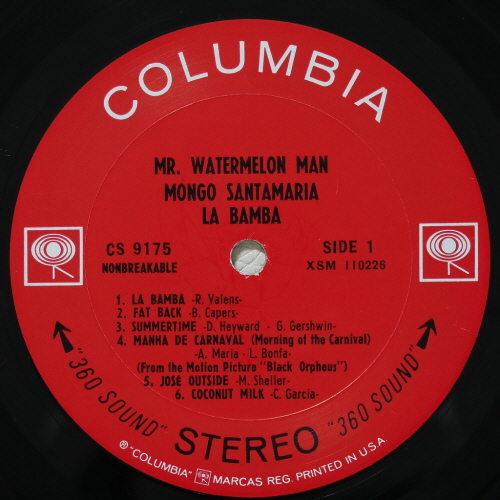 COLUMBIA
MR. WATERMELON MAN
MONGO SANTAMARIA
LA BAMBA
CS 9175
SIDE 1
NONBREAKABLE
XSM 110226
1. LA BAMBA -R. Valens-
2. FAT BACK -B. Capers-
3. SUMMERTIME -D. Heyward - G. Gershwin-
4. MANHA DE CARNAVAL (Morning of the Carnival)
-A. Maria - L. Bonfa-
(From the Motion Picture "Black Orpheus")
5. JOSÉ OUTSIDE -M. Sheller-
6. COCONUT MILK -C. Garcia-
"360 SOUND" STEREO "360 SOUND"
® "COLUMBIA" MARCAS REG. PRINTED IN U.S.A.